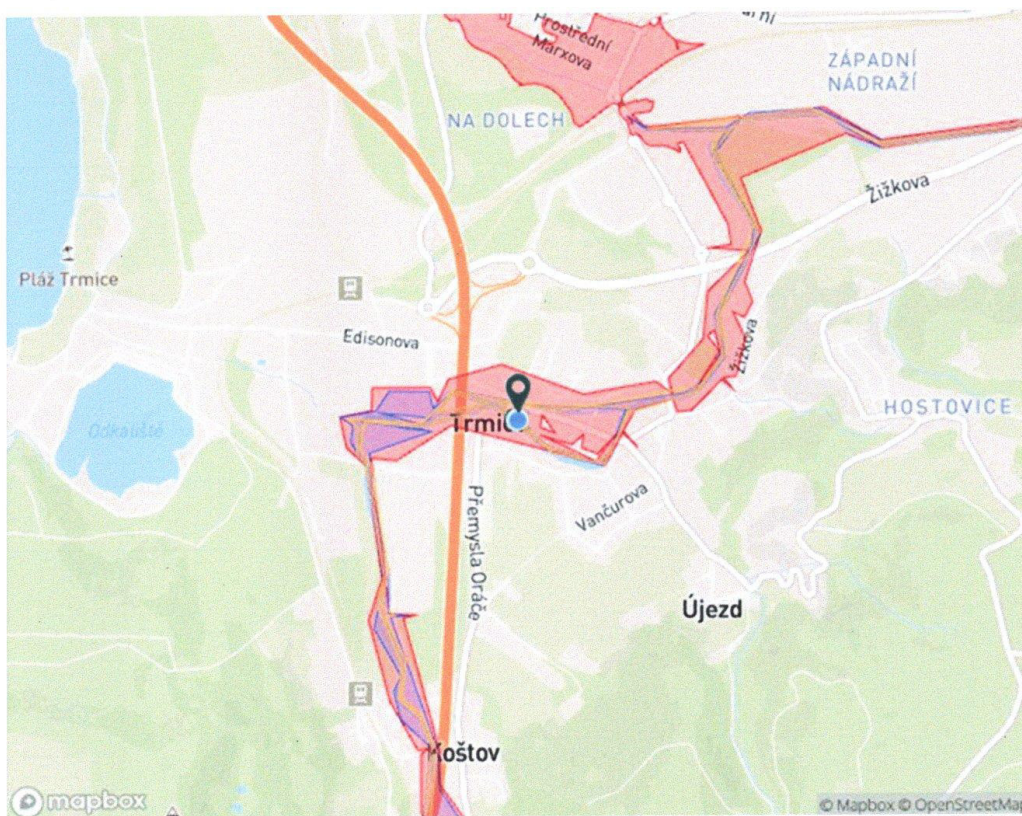 Prostřední
Marxova
ZÁPADNÍ
NÁDRAŽÍ
NA DOLECH
Žižkova
Pláž Trmice
Edisonova
Žižkova
HOSTOVICE
Odkaliště
Přemysla Oráče
Vančurova
Újezd
Koštov
mapbox
© Mapbox © OpenStreetMap